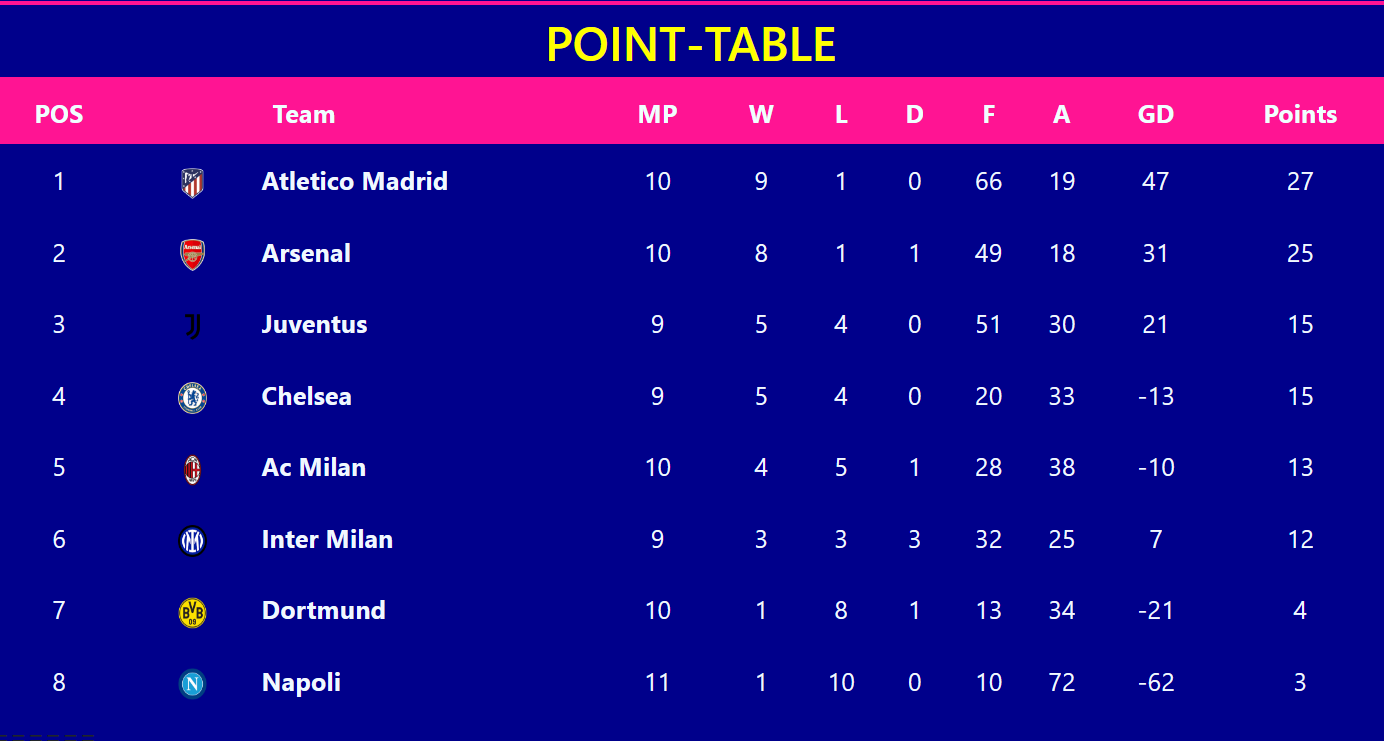 POINT-TABLE
POS Team MP W L D F A GD Points
1 Atletico Madrid 10 9 1 0 66 19 47 27
2 Arsenal 10 8 1 1 49 18 31 25
3 Juventus 9 5 4 0 51 30 21 15
4 Chelsea 9 5 4 0 20 33 -13 15
5 Ac Milan 10 4 5 1 28 38 -10 13
6 Inter Milan 9 3 3 3 32 25 7 12
7 BVB 09 Dortmund 10 1 8 1 13 34 -21 4
8 N Napoli 11 1 10 0 10 72 -62 3